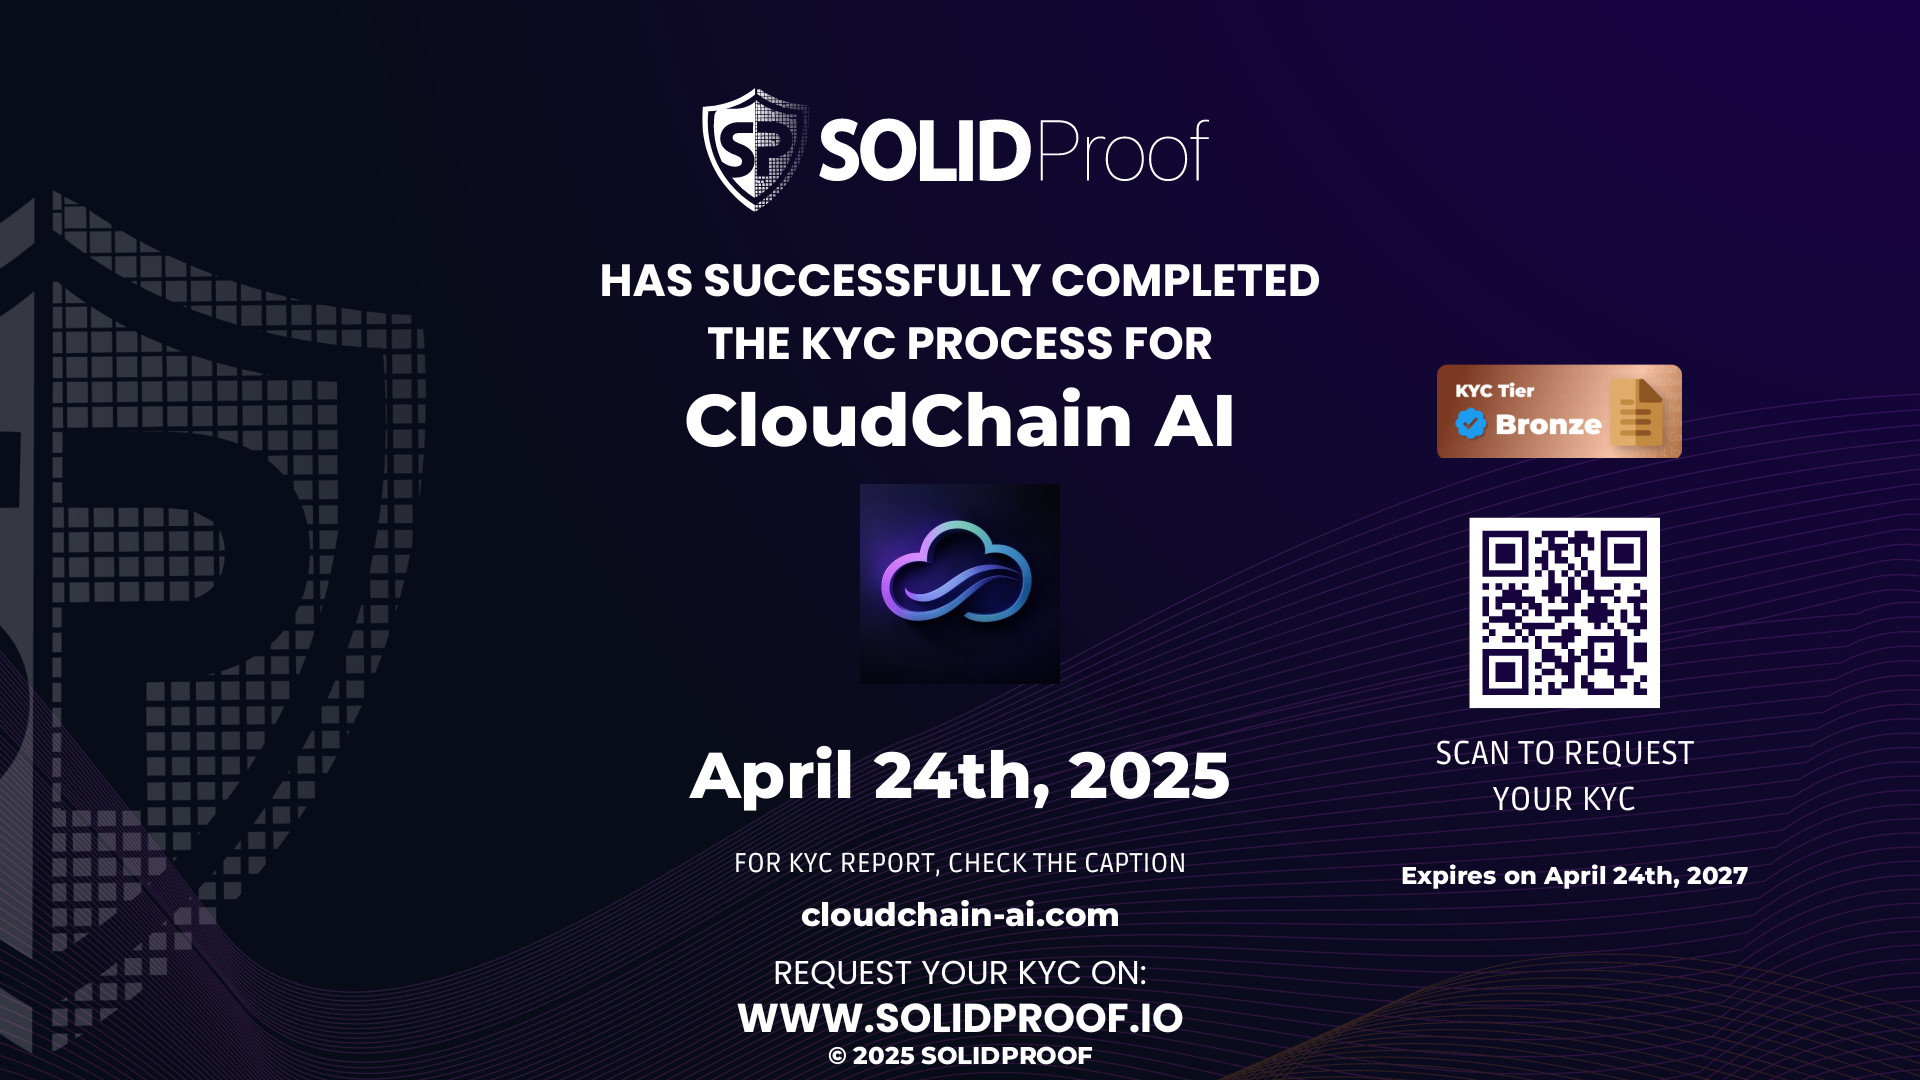 SP SOLIDProof
HAS SUCCESSFULLY COMPLETED
THE KYC PROCESS FOR
CloudChain AI
KYC Tier
Bronze
April 24th, 2025
SCAN TO REQUEST
YOUR KYC
FOR KYC REPORT, CHECK THE CAPTION
Expires on April 24th, 2027
cloudchain-ai.com
REQUEST YOUR KYC ON:
WWW.SOLIDPROOF.IO
© 2025 SOLIDPROOF